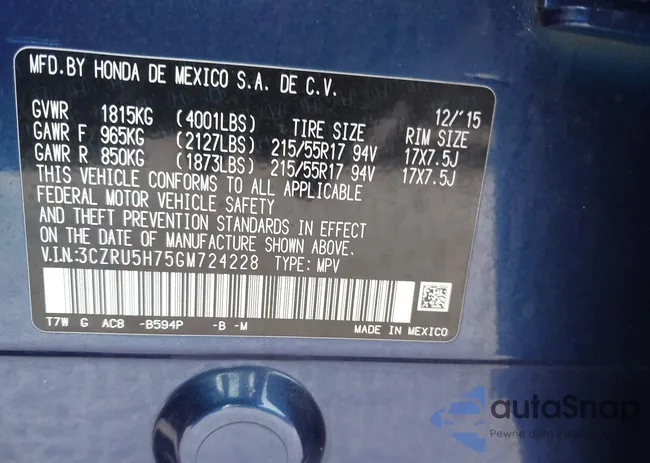 MFD.BY HONDA DE MEXICO S.A. DE C.V.
GVWR 1815KG (4001LBS) 12/'15
GAWR F 965KG (2127LBS) TIRE SIZE RIM SIZE
GAWR R 850KG (1873LBS) 215/55R17 94V 17X7.5J
215/55R17 94V 17X7.5J
THIS VEHICLE CONFORMS TO ALL APPLICABLE
FEDERAL MOTOR VEHICLE SAFETY
AND THEFT PREVENTION STANDARDS IN EFFECT
ON THE DATE OF MANUFACTURE SHOWN ABOVE.
V.I.N:3CZRU5H75GM724228 TYPE: MPV
T7W G AC8 -B594P -B -M
MADE IN MEXICO
autaSnap
Pewne auto z